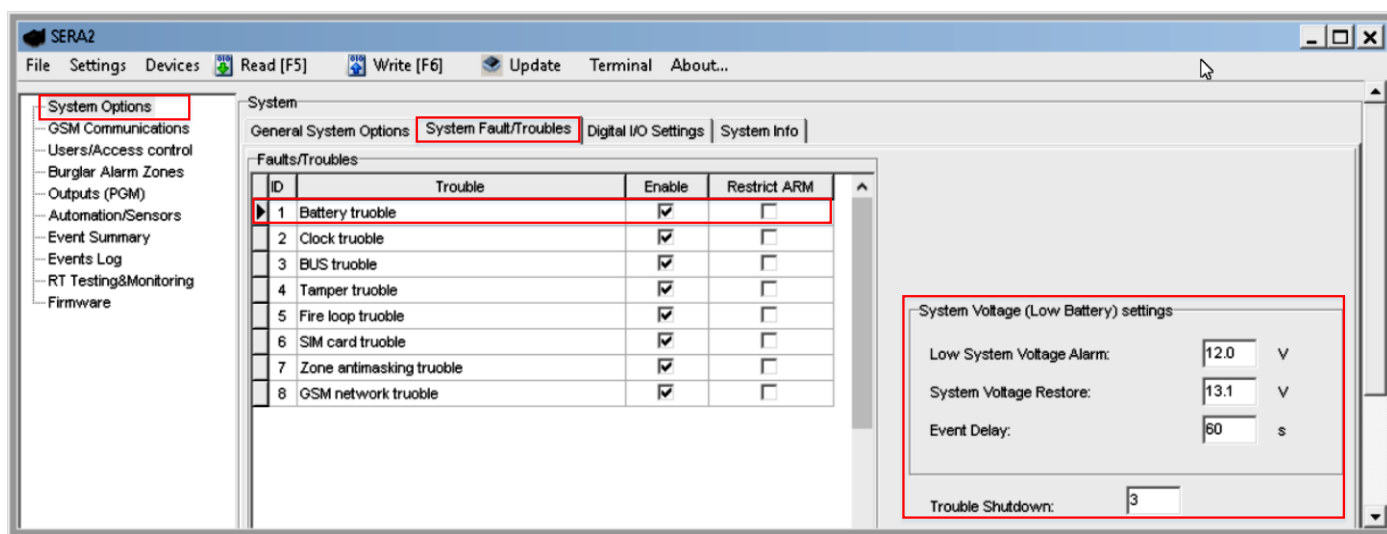 SERA2
File Settings Devices Read [F5] Write [F6] Update Terminal About...
System Options
GSM Communications
Users/Access control
Burglar Alarm Zones
Outputs (PGM)
Automation/Sensors
Event Summary
Events Log
RT Testing&Monitoring
Firmware
System
General System Options System Fault/Troubles Digital I/O Settings System Info
Faults/Troubles
ID Trouble Enable Restrict ARM
1 Battery truoble
2 Clock truoble
3 BUS truoble
4 Tamper truoble
5 Fire loop truoble
6 SIM card truoble
7 Zone antimasking truoble
8 GSM network truoble
System Voltage (Low Battery) settings
Low System Voltage Alarm: 12.0 V
System Voltage Restore: 13.1 V
Event Delay: 60 s
Trouble Shutdown: 3